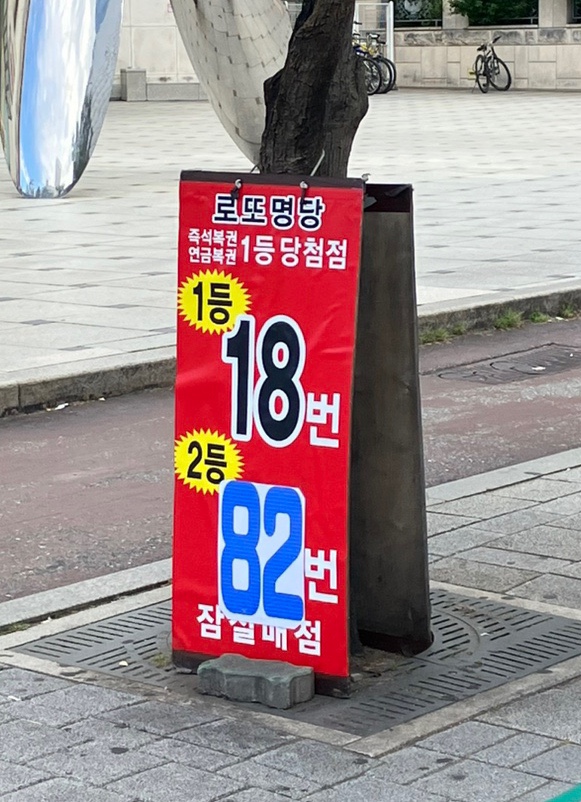 로또명당
즉석복권
연금복권
1등당첨점
1등
18번
2등
82번
잠실매점